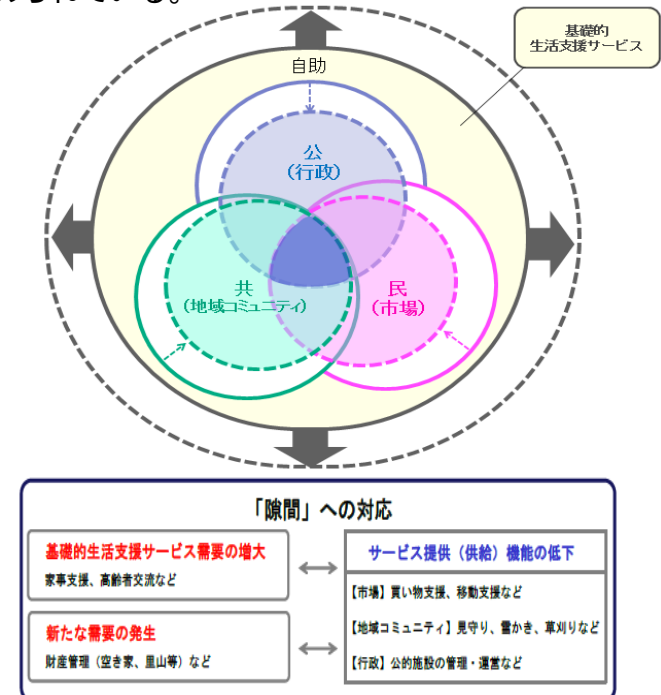 られている。
基礎的
生活支援サービス
自助
公
(行政)
共
(地域コミュニティ)
民
(市場)
「隙間」への対応
基礎的生活支援サービス需要の増大
家事支援、高齢者交流など
新たな需要の発生
財産管理（空き家、里山等）など
サービス提供（供給）機能の低下
【市場】買い物支援、移動支援など
【地域コミュニティ】見守り、雪かき、草刈りなど
【行政】公的施設の管理・運営など